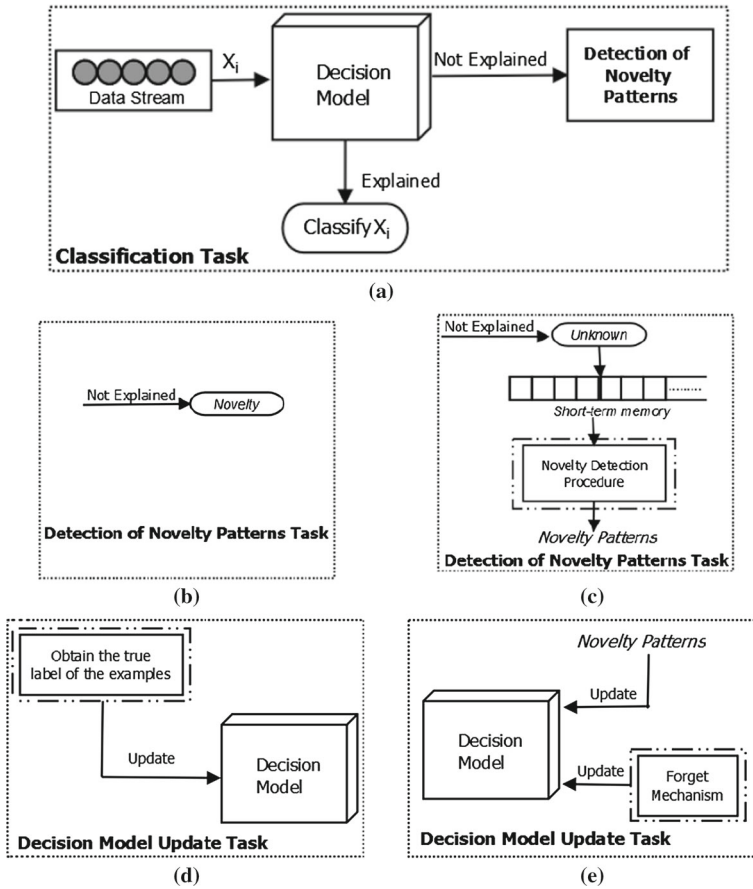 Data Stream
Xi
Decision
Model
Not Explained
Detection of
Novelty
Patterns
Explained
Classify Xi
Classification Task
(a)
Not Explained
Novelty
Detection of Novelty Patterns Task
(b)
Not Explained
Unknown
Short-term memory
Novelty Detection
Procedure
Novelty Patterns
Detection of Novelty Patterns Task
(c)
Obtain the true
label of the examples
Update
Decision
Model
Decision Model Update Task
(d)
Novelty Patterns
Update
Decision
Model
Update
Forget
Mechanism
Decision Model Update Task
(e)